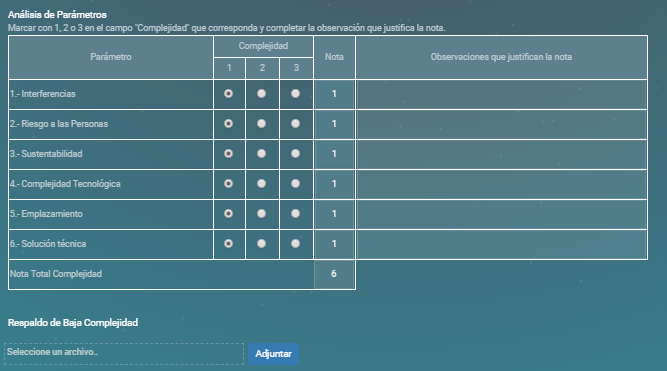 Análisis de Parámetros
Marcar con 1, 2 o 3 en el campo "Complejidad" que corresponda y completar la observación que justifica la nota.
Parámetro Complejidad Nota Observaciones que justifican la nota
1 2 3
1.- Interferencias 1
2.- Riesgo a las Personas 1
3.- Sustentabilidad 1
4.- Complejidad Tecnológica 1
5.- Emplazamiento 1
6.- Solución técnica 1
Nota Total Complejidad 6
Respaldo de Baja Complejidad
Seleccione un archivo.. Adjuntar